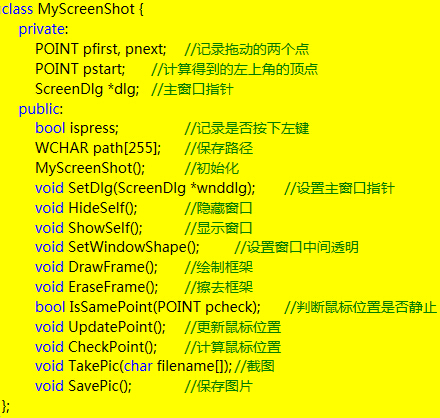 class MyScreenShot {
private:
POINT pfirst, pnext; //记录拖动的两个点
POINT pstart; //计算得到的左上角的顶点
ScreenDlg *dlg; //主窗口指针
public:
bool ispress; //记录是否按下左键
WCHAR path[255]; //保存路径
MyScreenShot(); //初始化
void SetDlg(ScreenDlg *wnddlg); //设置主窗口指针
void HideSelf(); //隐藏窗口
void ShowSelf(); //显示窗口
void SetWindowShape(); //设置窗口中间透明
void DrawFrame(); //绘制框架
void EraseFrame(); //擦去框架
bool IsSamePoint(POINT pcheck); //判断鼠标位置是否静止
void UpdatePoint(); //更新鼠标位置
void CheckPoint(); //计算鼠标位置
void TakePic(char filename[]); //截图
void SavePic(); //保存图片
};